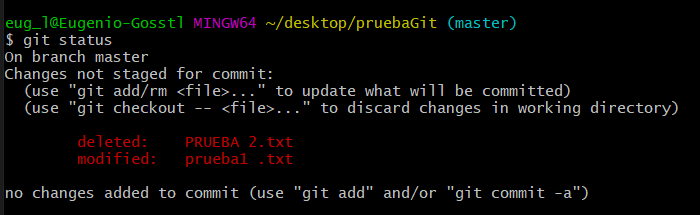 eug_l@Eugenio-Gosstl MINGW64 ~/desktop/pruebaGit (master)
$ git status
On branch master
Changes not staged for commit:
  (use "git add/rm <file>..." to update what will be committed)
  (use "git checkout -- <file>..." to discard changes in working directory)

        deleted:    PRUEBA 2.txt
        modified:   prueba1 .txt

no changes added to commit (use "git add" and/or "git commit -a")